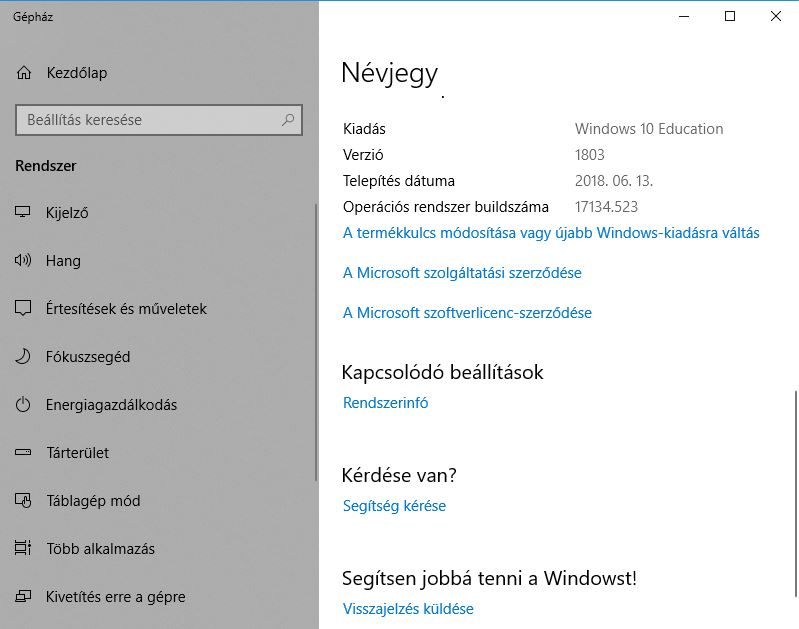 Gépház
Kezdőlap
Beállítás keresése
Rendszer
Kijelző
Hang
Értesítések és műveletek
Fókuszsegéd
Energiagazdálkodás
Tárterület
Táblagép mód
Több alkalmazás
Kivetítés erre a gépre
Névjegy
Kiadás Windows 10 Education
Verzió 1803
Telepítés dátuma 2018. 06. 13.
Operációs rendszer buildszáma 17134.523
A termékkulcs módosítása vagy újabb Windows-kiadásra váltás
A Microsoft szolgáltatási szerződése
A Microsoft szoftverlicenc-szerződése
Kapcsolódó beállítások
Rendszerinfó
Kérdése van?
Segítség kérése
Segítsen jobbá tenni a Windowst!
Visszajelzés küldése